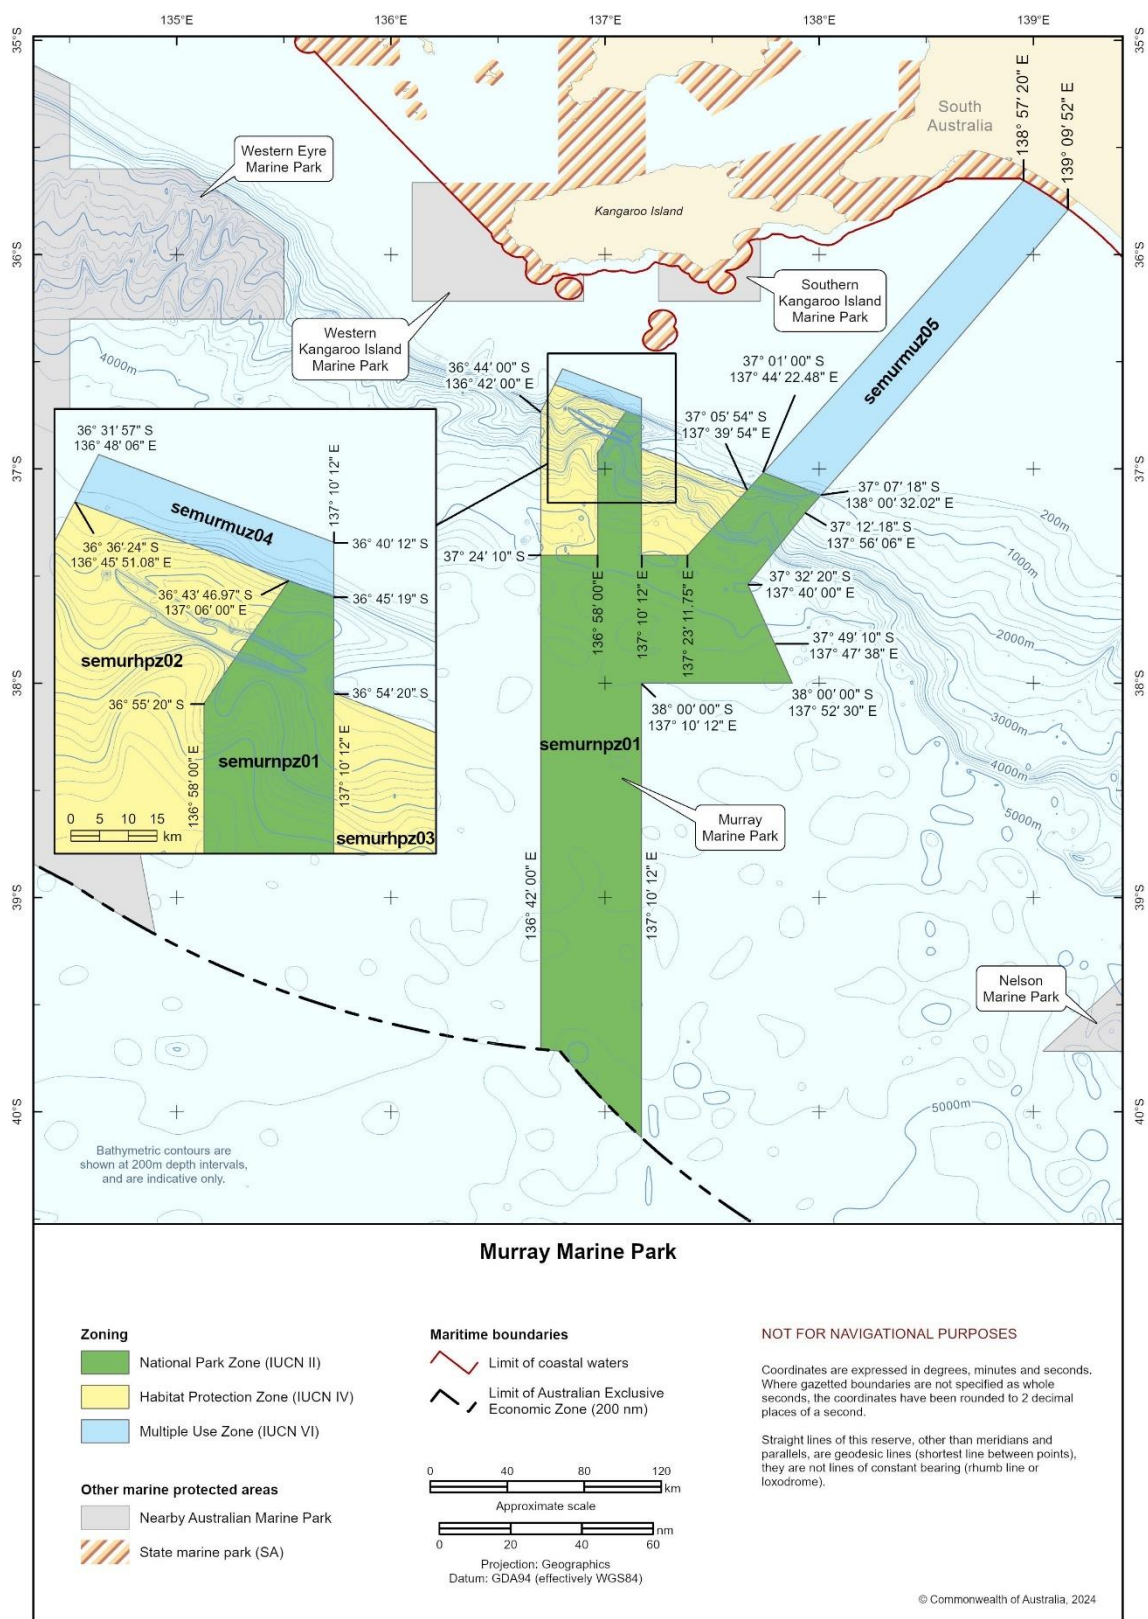 135°E
136°E
137°E
138°E
139°E
35°S
35°S
South
Australia
138° 57' 20" E
139° 09' 52" E
Western Eyre
Marine Park
Kangaroo Island
36°S
36°S
Southern
Kangaroo Island
Marine Park
Western
Kangaroo Island
Marine Park
4000m
semurmuz05
36° 44' 00" S
136° 42' 00" E
37° 01' 00" S
137° 44' 22.48" E
37° 05' 54" S
137° 39' 54" E
36° 31' 57" S
136° 48' 06" E
137° 10' 12" E
semurmuz04
36° 40' 12" S
36° 36' 24" S
136° 45' 51.08" E
36° 43' 46.97" S
137° 06' 00" E
36° 45' 19" S
semurhpz02
36° 55' 20" S
36° 54' 20" S
semurnpz01
136° 58' 00" E
137° 10' 12" E
0 5 10 15
km
semurhpz03
37°S
37°S
37° 07' 18" S
138° 00' 32.02" E
200m
37° 12' 18" S
137° 56' 06" E
1000m
37° 24' 10" S
37° 32' 20" S
137° 40' 00" E
136° 58' 00"E
137° 10' 12" E
137° 23' 11.75" E
2000m
37° 49' 10" S
137° 47' 38" E
38°S
38°S
38° 00' 00" S
137° 10' 12" E
38° 00' 00" S
137° 52' 30" E
3000m
semurnpz01
4000m
5000m
Murray
Marine Park
136° 42' 00" E
137° 10' 12" E
39°S
39°S
Nelson
Marine Park
40°S
40°S
5000m
Bathymetric contours are
shown at 200m depth intervals,
and are indicative only.
Murray Marine Park
Zoning
National Park Zone (IUCN II)
Habitat Protection Zone (IUCN IV)
Multiple Use Zone (IUCN VI)
Other marine protected areas
Nearby Australian Marine Park
State marine park (SA)
Maritime boundaries
Limit of coastal waters
Limit of Australian Exclusive
Economic Zone (200 nm)
0 40 80 120
km
Approximate scale
nm
0 20 40 60
Projection: Geographics
Datum: GDA94 (effectively WGS84)
NOT FOR NAVIGATIONAL PURPOSES
Coordinates are expressed in degrees, minutes and seconds.
Where gazetted boundaries are not specified as whole
seconds, the coordinates have been rounded to 2 decimal
places of a second.
Straight lines of this reserve, other than meridians and
parallels, are geodesic lines (shortest line between points),
they are not lines of constant bearing (rhumb line or
loxodrome).
© Commonwealth of Australia, 2024